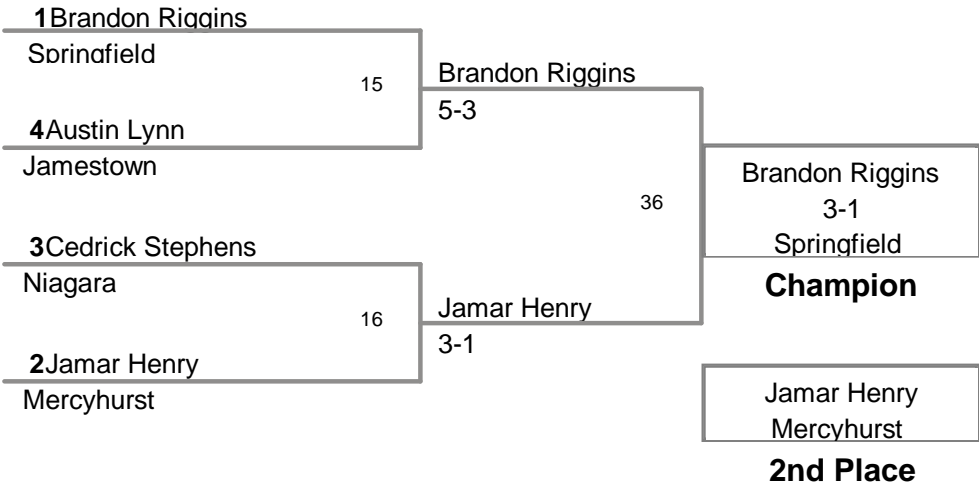 1Brandon Riggins
Springfield
15
4Austin Lynn
Jamestown
3Cedrick Stephens
Niagara
16
2Jamar Henry
Mercyhurst
Brandon Riggins
5-3
36
Jamar Henry
3-1
Brandon Riggins
3-1
Springfield
Champion
Jamar Henry
Mercyhurst
2nd Place